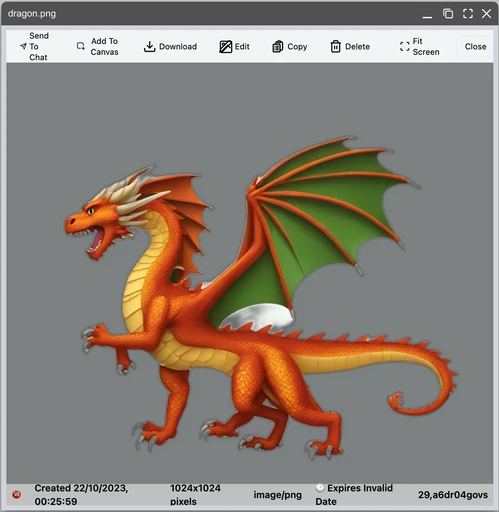 dragon.png
Send
To
Chat
Add To
Canvas
Download
Edit
Copy
Delete
Fit
Screen
Close
Created 22/10/2023,
00:25:59
1024x1024
pixels
image/png
Expires Invalid
Date
29,a6dr04govs